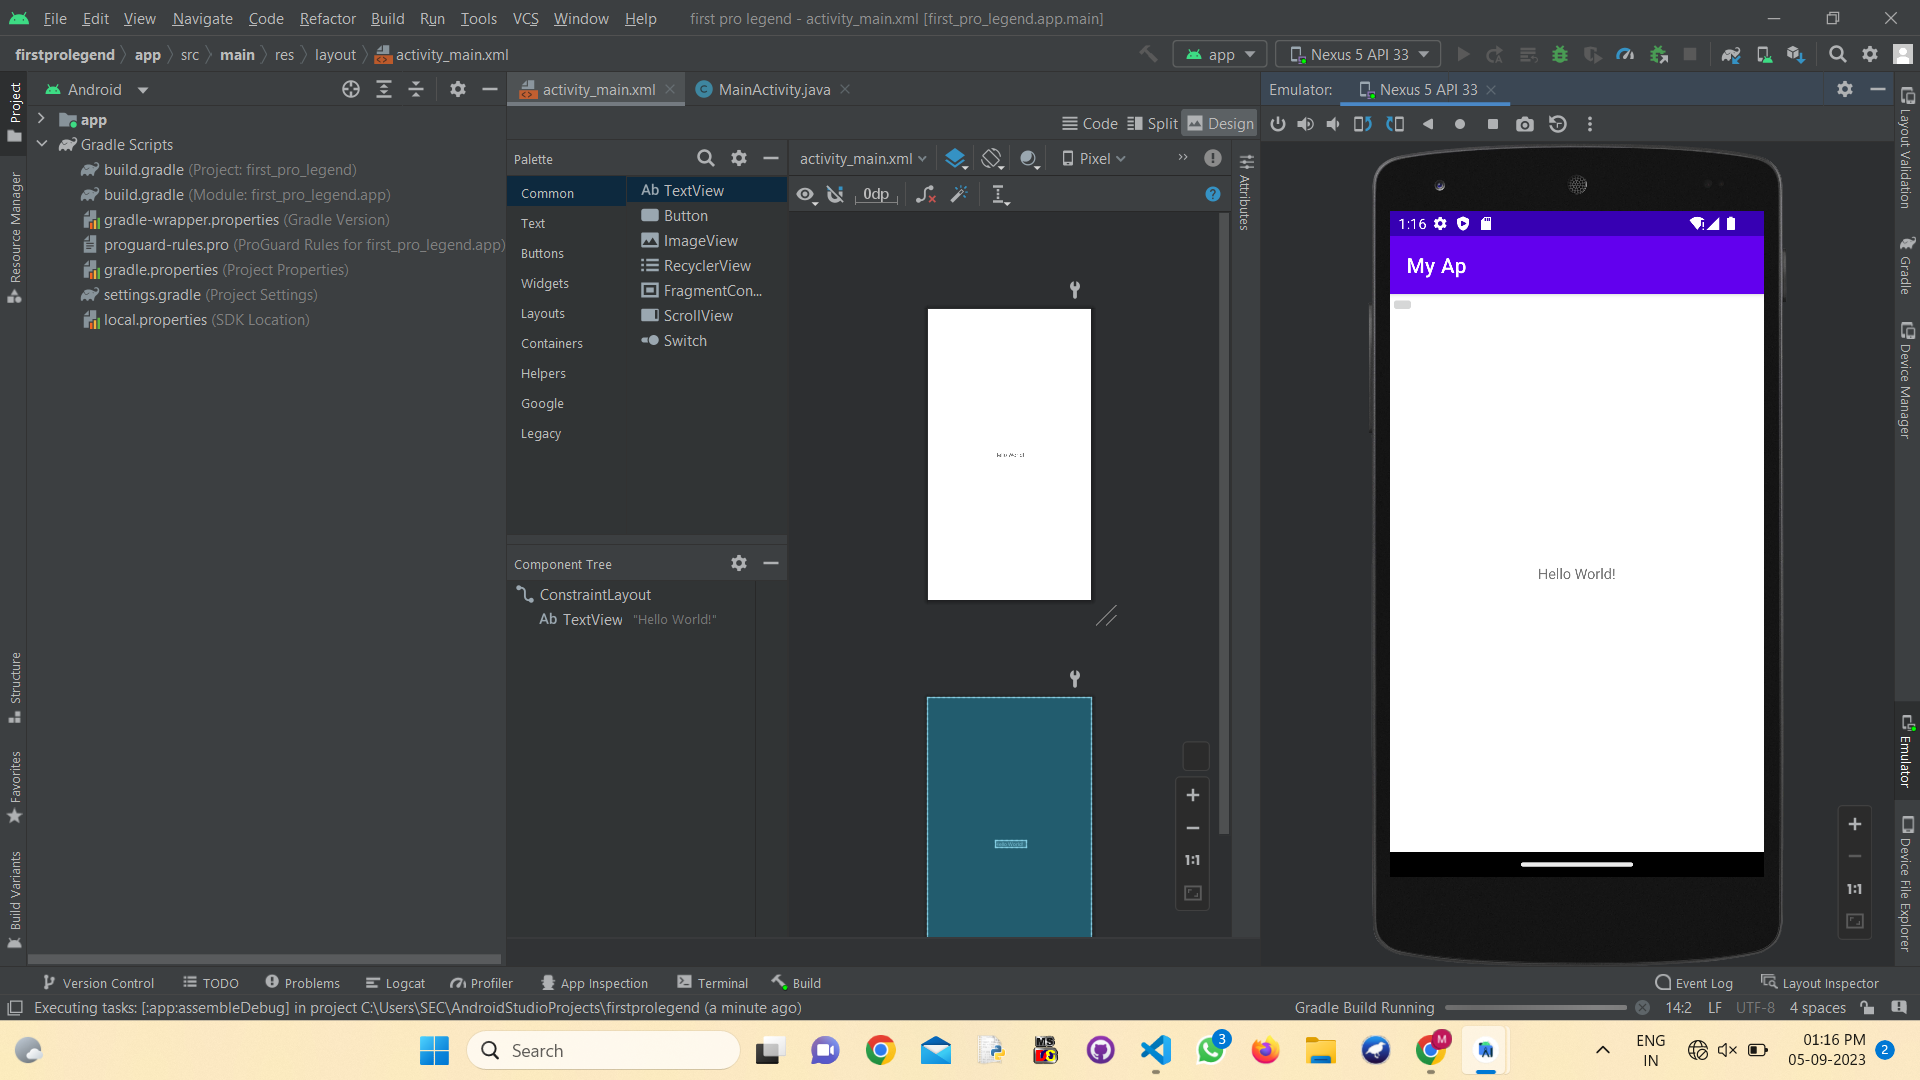 File Edit View Navigate Code Refactor Build Run Tools VCS Window Help first pro legend - activity_main.xml [first_pro_legend.app.main]
firstprolegend app src main res layout activity_main.xml app Nexus 5 API 33
Project
Android
activity_main.xml MainActivity.java
Emulator: Nexus 5 API 33
app
Gradle Scripts
build.gradle (Project: first_pro_legend)
build.gradle (Module: first_pro_legend.app)
gradle-wrapper.properties (Gradle Version)
proguard-rules.pro (ProGuard Rules for first_pro_legend.app)
gradle.properties (Project Properties)
settings.gradle (Project Settings)
local.properties (SDK Location)
Resource Manager
Structure
Favorites
Build Variants
Code Split Design
Palette
Common
Text
Buttons
Widgets
Layouts
Containers
Helpers
Google
Legacy
Ab TextView
Button
ImageView
RecyclerView
FragmentCon...
ScrollView
Switch
activity_main.xml Pixel
0dp
Attributes
Component Tree
ConstraintLayout
Ab TextView "Hello World!"
1:1
1:16
My Ap
Hello World!
1:1
Layout Validation
Gradle
Device Manager
Emulator
Device File Explorer
Version Control TODO Problems Logcat Profiler App Inspection Terminal Build Event Log Layout Inspector
Executing tasks: [:app:assembleDebug] in project C:\Users\SEC\AndroidStudioProjects\firstprolegend (a minute ago) Gradle Build Running 14:2 LF UTF-8 4 spaces
Search
MS
3
M
ENG
IN
01:16 PM
05-09-2023
2